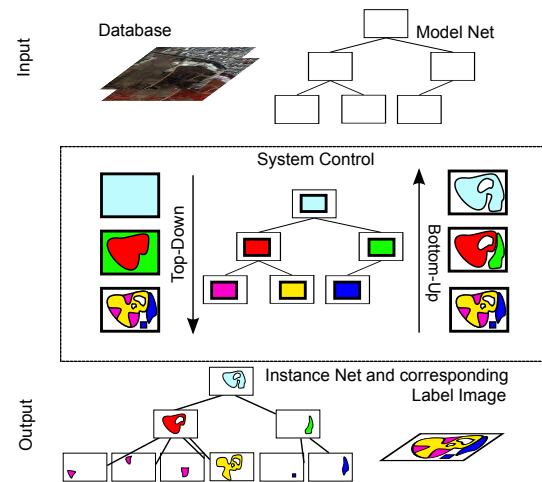 Input
Database
Model Net
System Control
Top-Down
Bottom-Up
Output
Instance Net and corresponding
Label Image